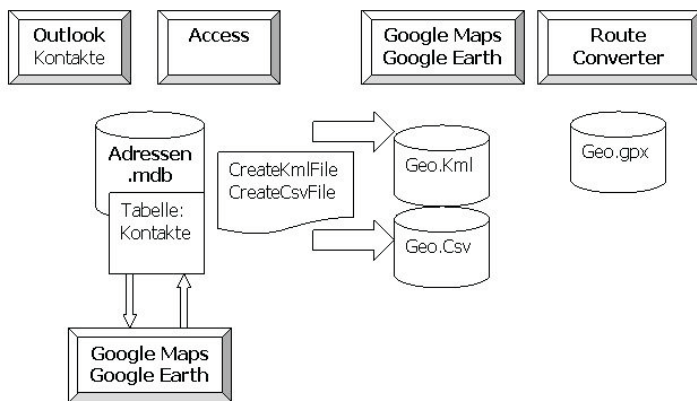 Outlook
Kontakte
Access
Google Maps
Google Earth
Route
Converter
Adressen
.mdb
Tabelle:
Kontakte
CreateKmlFile
CreateCsvFile
Geo.Kml
Geo.Csv
Geo.gpx
Google Maps
Google Earth